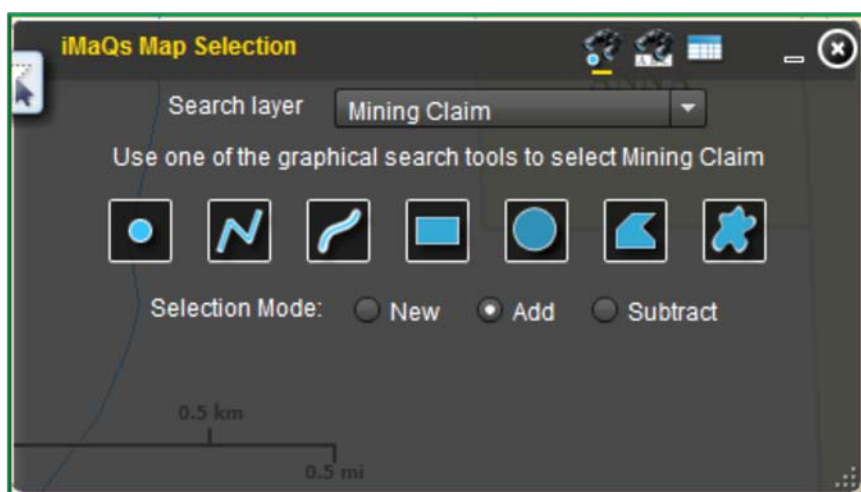 iMaQs Map Selection
ANNA
Search layer
Mining Claim
Use one of the graphical search tools to select Mining Claim
Selection Mode:
New
Add
Subtract
0.5 km
0.5 mi